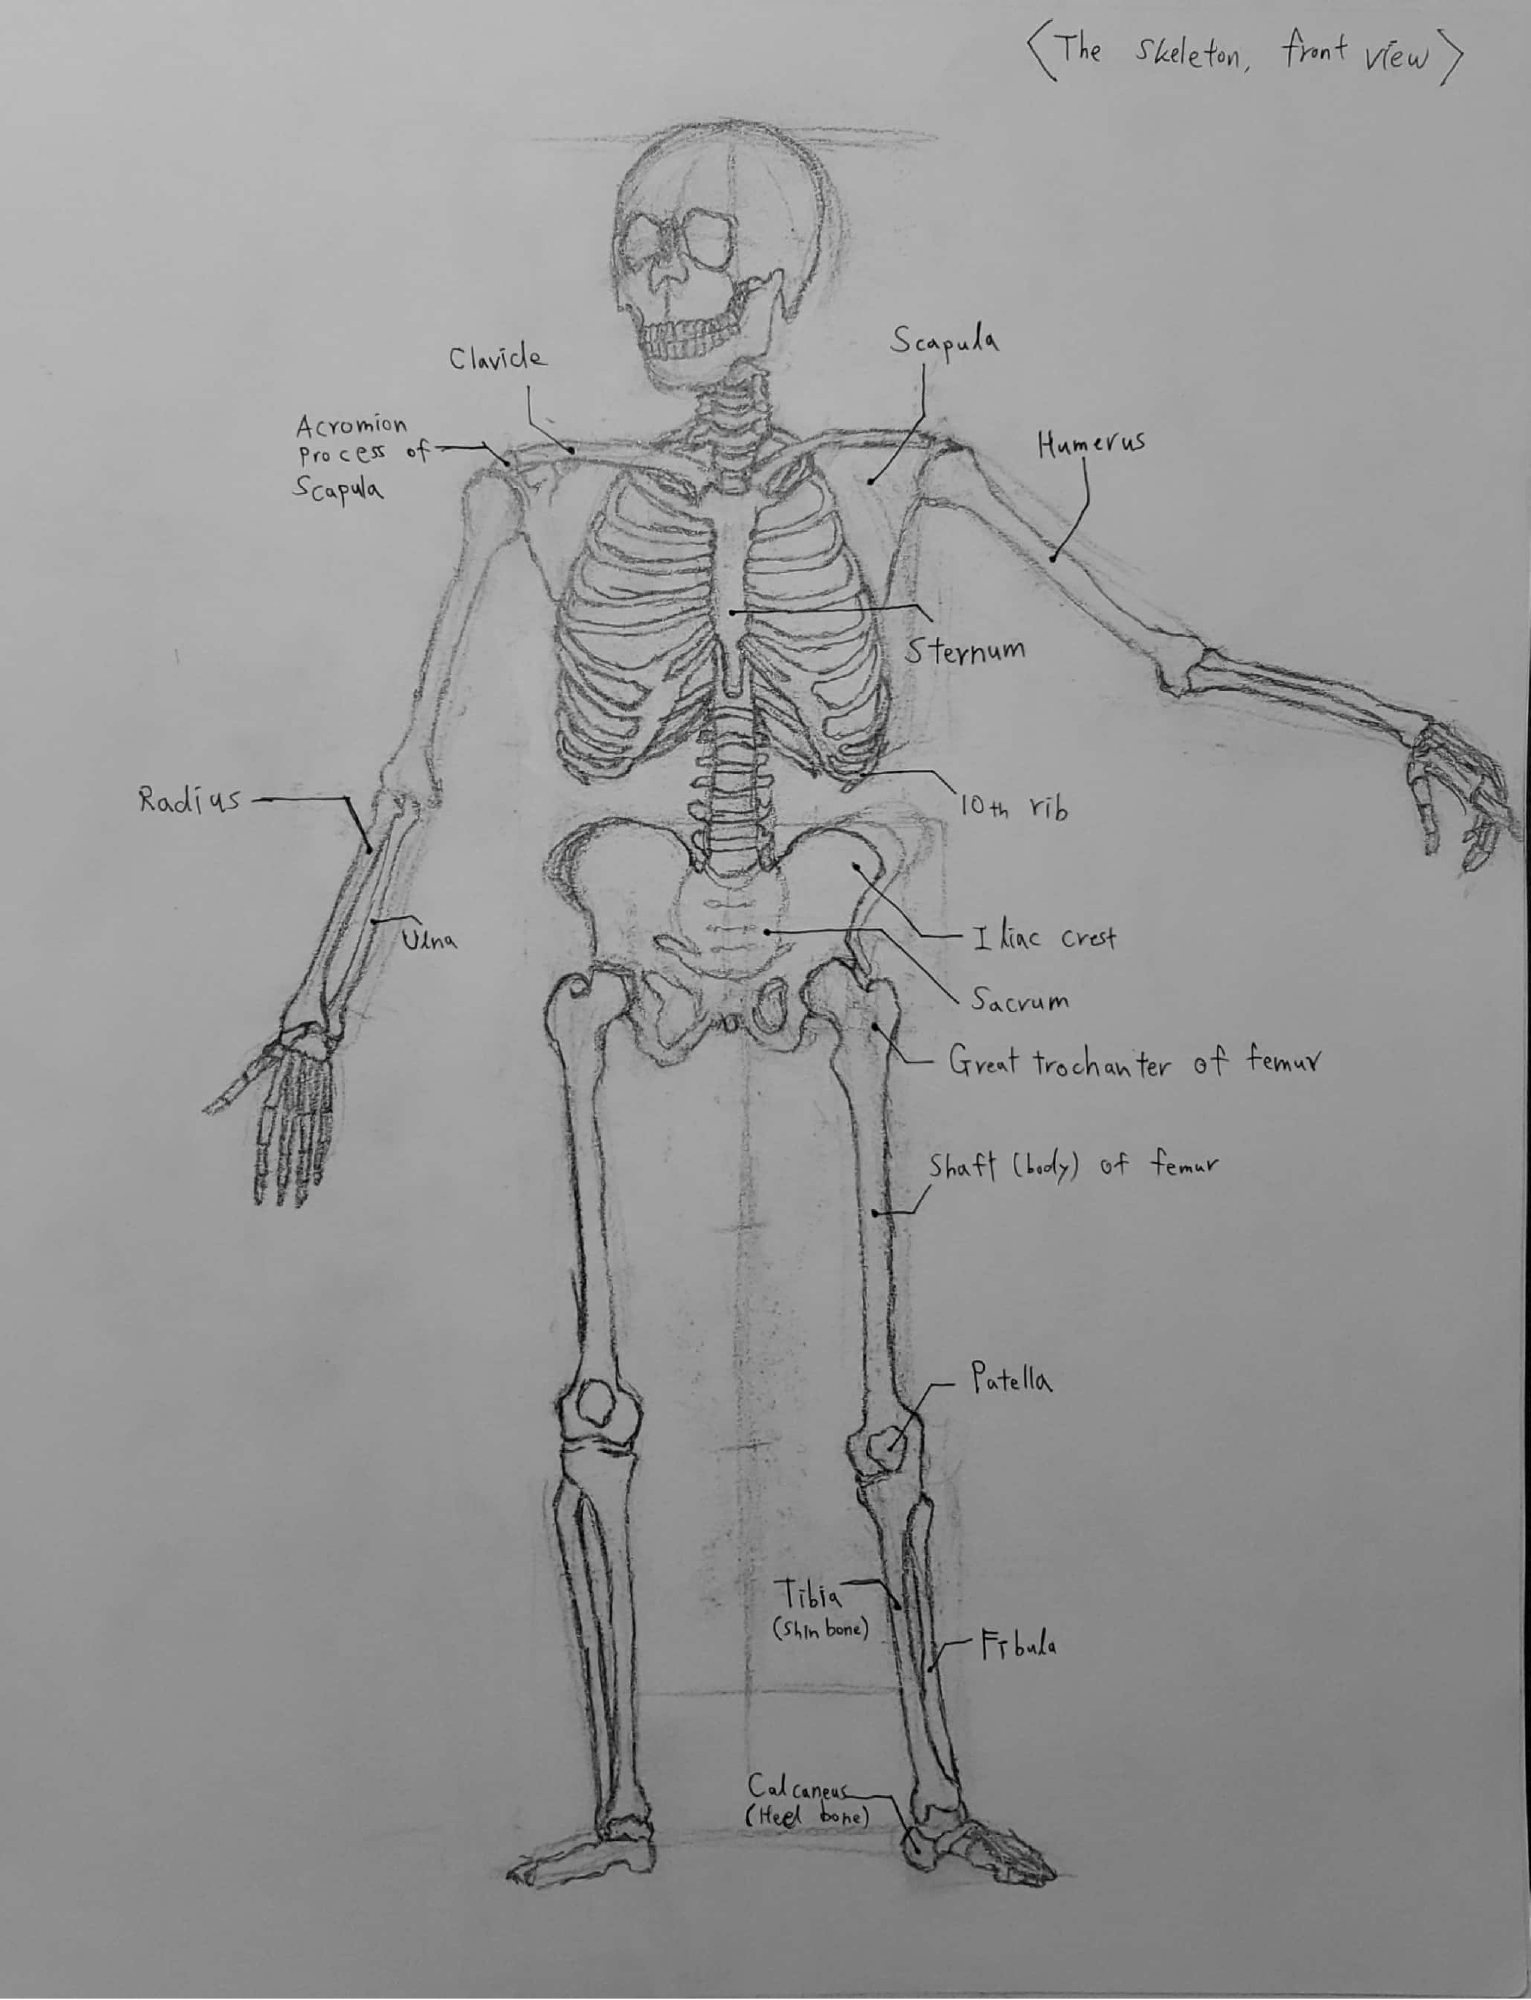 <The skeleton, front view>
Clavicle
Scapula
Acromion
process of
Scapula
Humerus
Sternum
Radius
10th rib
Ulna
Iliac crest
Sacrum
Great trochanter of femur
Shaft (body) of femur
Patella
Tibia
(shin bone)
Fibula
Calcaneus
(Heel bone)